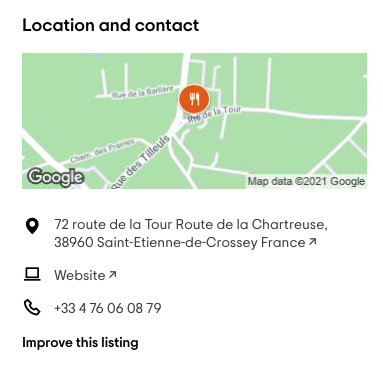 Location and contact
Rue de la Barlière
Rue de la Tour
Chem. des Prairies
Rue des Tilleuls
Google
Map data ©2021 Google
72 route de la Tour Route de la Chartreuse,
38960 Saint-Etienne-de-Crossey France
Website
+33 4 76 06 08 79
Improve this listing